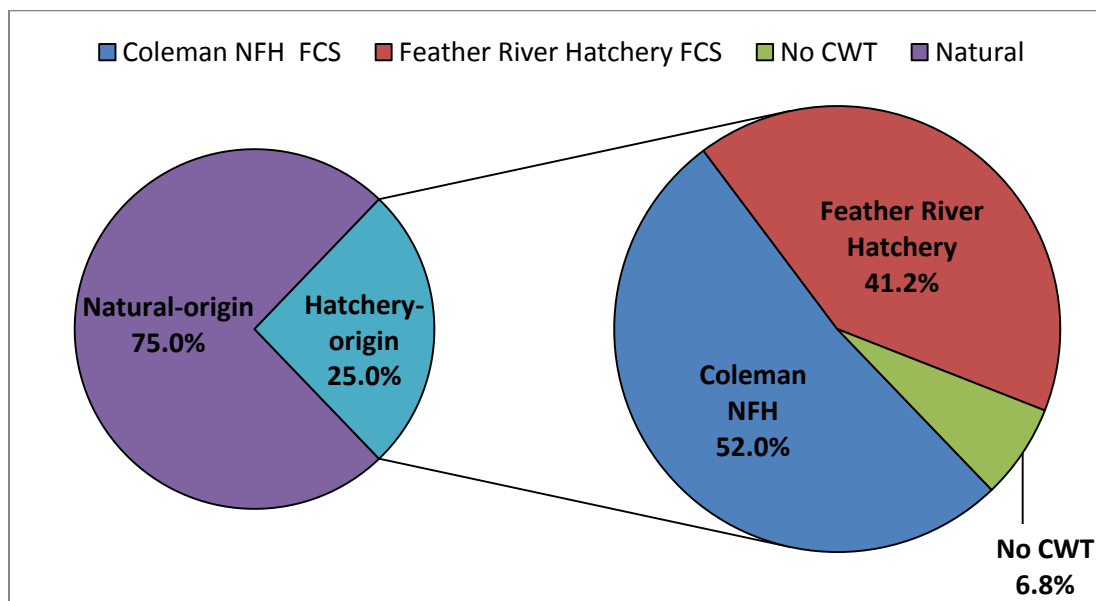 Coleman NFH  FCS Feather River Hatchery FCS No CWT Natural
Natural-origin
75.0%
Hatchery-
origin
25.0%
Feather River
Hatchery
41.2%
Coleman
NFH
52.0%
No CWT
6.8%